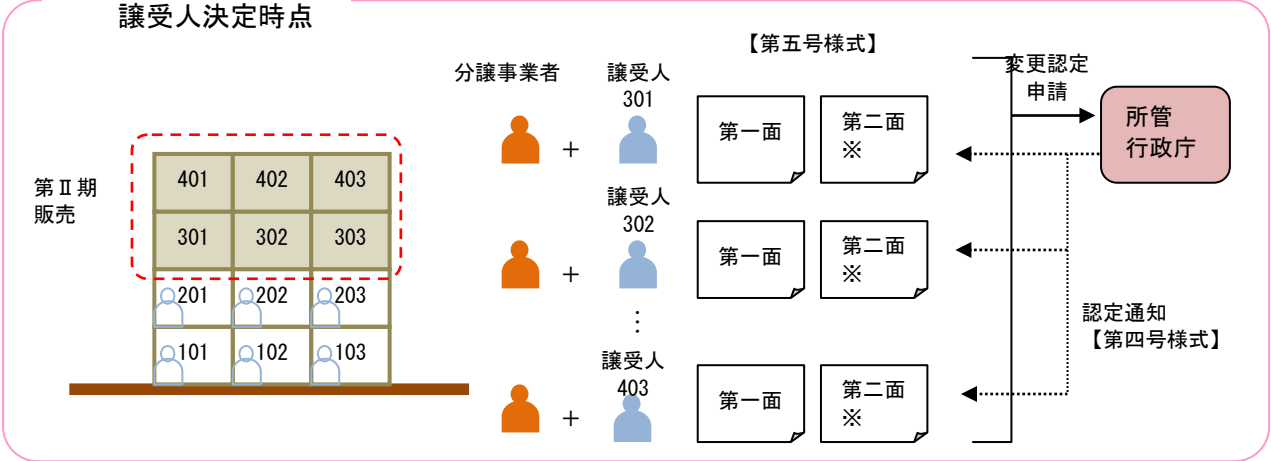 譲受人決定時点
第Ⅱ期
販売
401 402 403
301 302 303
201 202 203
101 102 103
【第五号様式】
分譲事業者
譲受人
301
+
第一面
第二面
※
譲受人
302
+
第一面
第二面
※
⋮
譲受人
403
+
第一面
第二面
※
変更認定
申請
所管
行政庁
認定通知
【第四号様式】